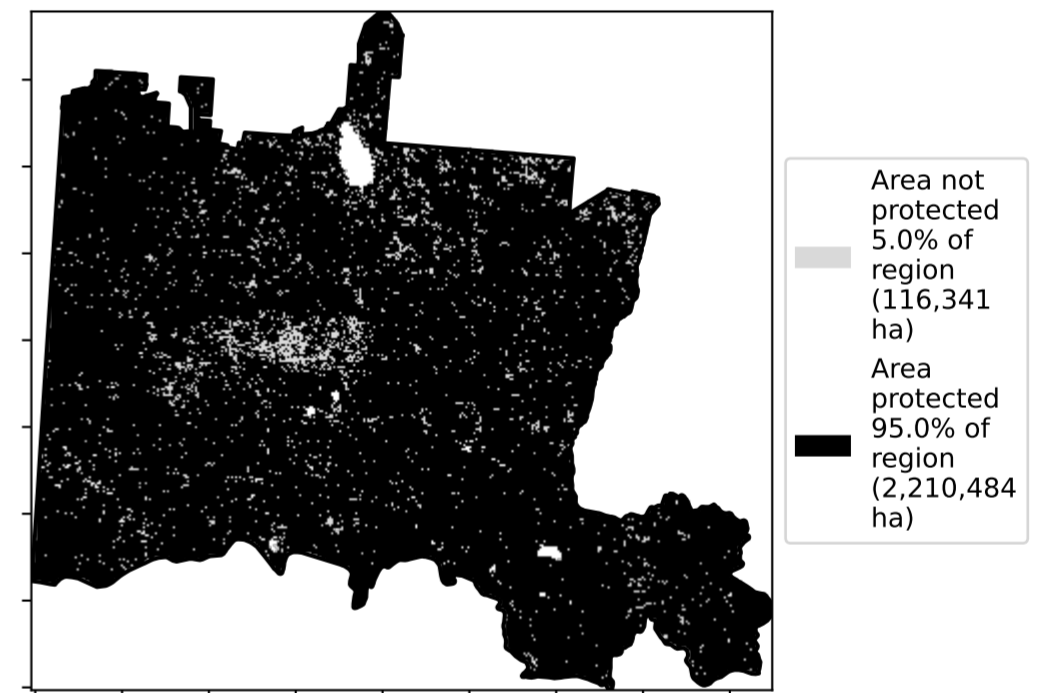 Area not
protected
5.0% of
region
(116,341
ha)
Area
protected
95.0% of
region
(2,210,484
ha)